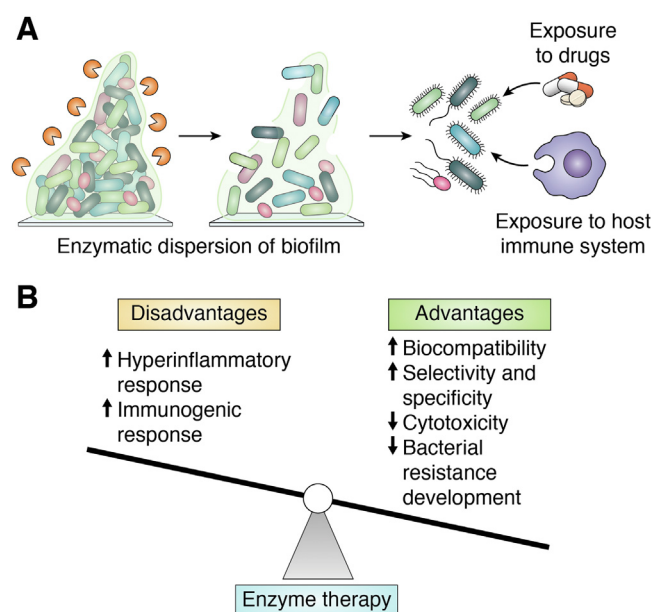 A
Exposure
to drugs
Enzymatic dispersion of biofilm
Exposure to host
immune system
B
Disadvantages
↑ Hyperinflammatory
response
↑ Immunogenic
response
Advantages
↑ Biocompatibility
↑ Selectivity and
specificity
↓ Cytotoxicity
↓ Bacterial
resistance
development
Enzyme therapy